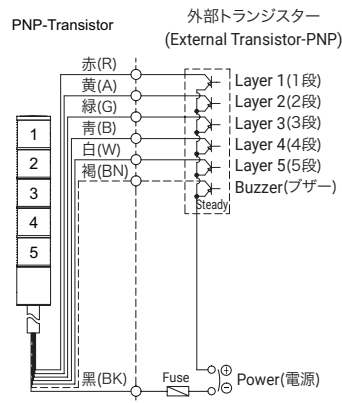 PNP-Transistor
外部トランジスター
(External Transistor-PNP)
赤(R)
黄(A)
緑(G)
青(B)
白(W)
褐(BN)
Layer 1(1段)
Layer 2(2段)
Layer 3(3段)
Layer 4(4段)
Layer 5(5段)
Buzzer(ブザー)
Steady
1
2
3
4
5
黒(BK)
Fuse
⊕
⊖
Power(電源)